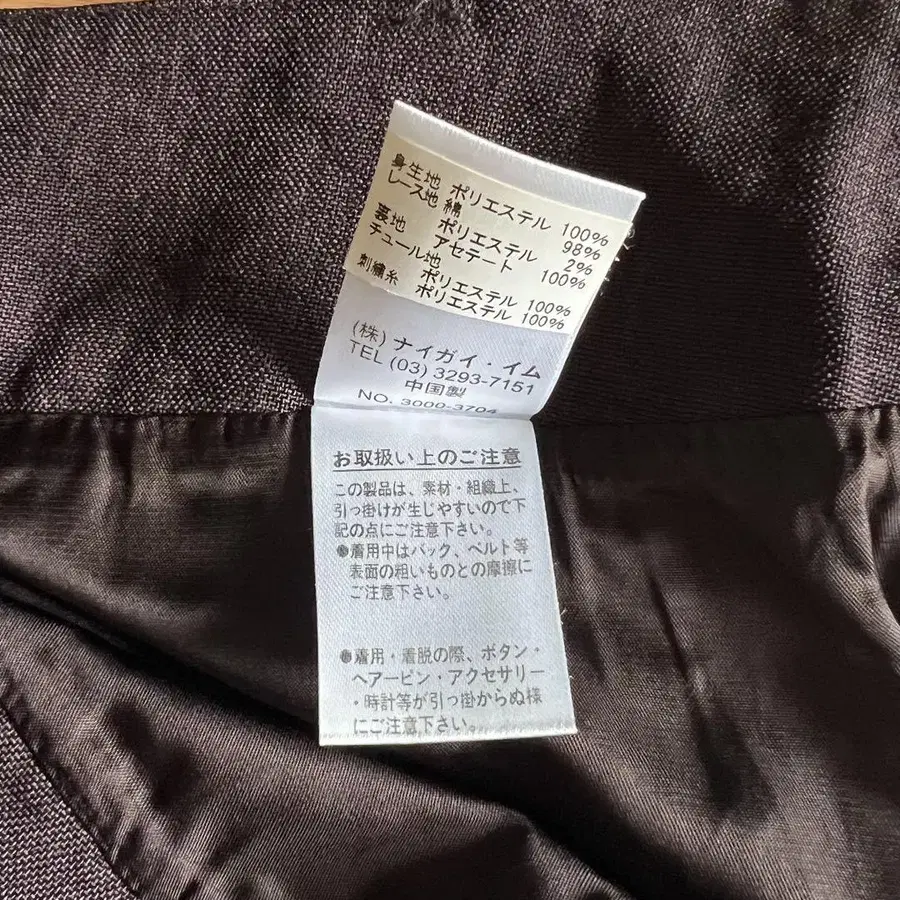 身生地 ポリエステル 100%
レース地 綿 98%
ポリエステル 2%
裏地 アセテート 100%
チュール地
ポリエステル 100%
刺繍糸 ポリエステル 100%
(株) ナイガイ・イム
TEL (03) 3293-7151
中国製
NO. 3000-3704
お取扱い上のご注意
この製品は、素材・組織上、
引っ掛けが生じやすいので下
記の点にご注意下さい。
●着用中はバック、ベルト等
表面の粗いものとの摩擦に
ご注意下さい。
●着用・着脱の際、ボタン・
ヘアーピン・アクセサリー
・時計等が引っ掛からぬ様
にご注意下さい。